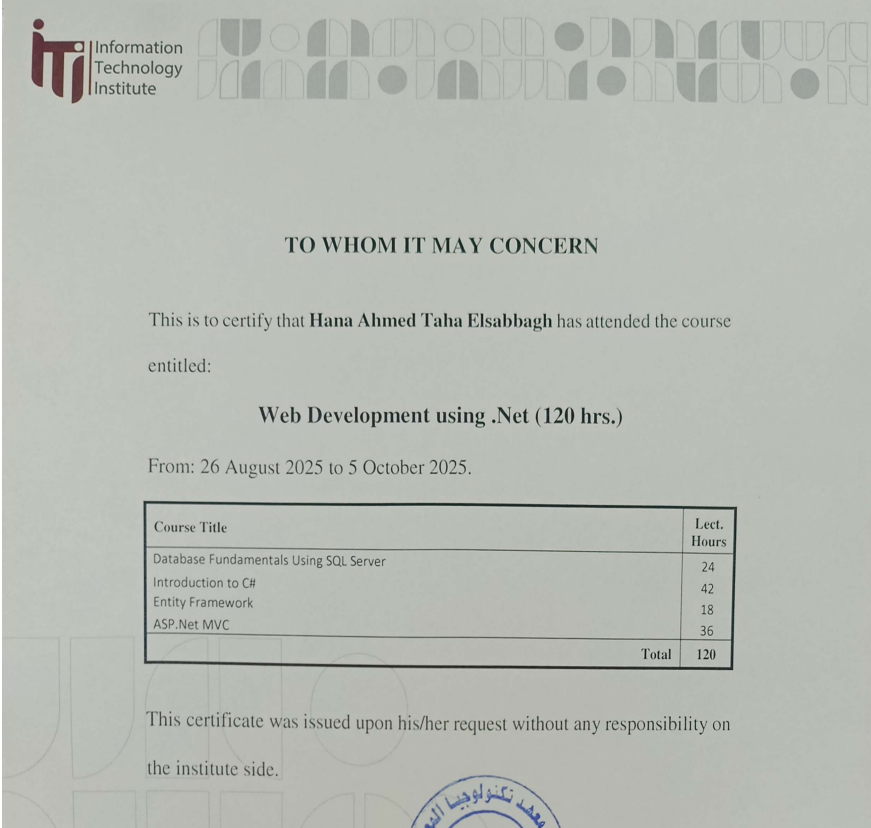 iTi
Information
Technology
Institute
TO WHOM IT MAY CONCERN
This is to certify that Hana Ahmed Taha Elsabbagh has attended the course
entitled:
Web Development using .Net (120 hrs.)
From: 26 August 2025 to 5 October 2025.
Course Title Lect. Hours
Database Fundamentals Using SQL Server 24
Introduction to C# 42
Entity Framework 18
ASP.Net MVC 36
Total 120
This certificate was issued upon his/her request without any responsibility on
the institute side.
معهد تكنولوجيا